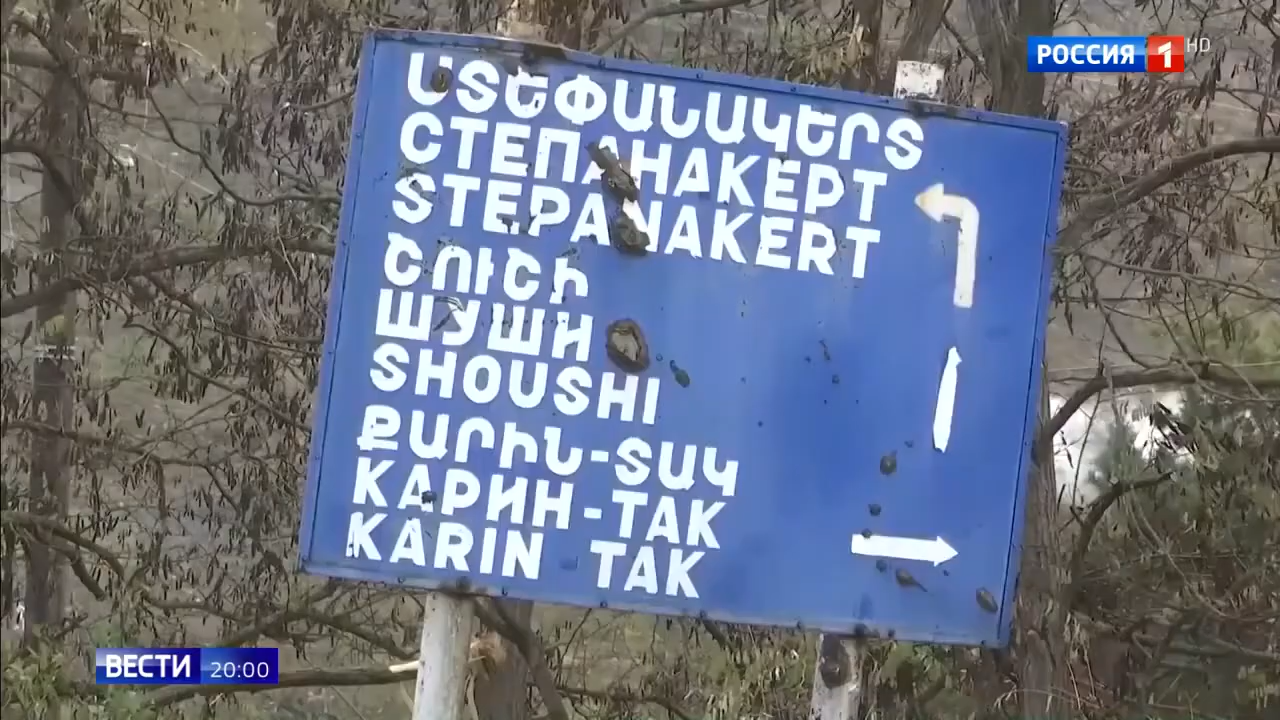 РОССИЯ 1 HD
ՍՏԵՓԱՆԱԿԵՐՏ
СТЕПАНАКЕРТ
STEPANAKERT
ՇՈՒՇԻ
ШУШИ
SHOUSHI
ՔԱՐԻՆ-ՏԱԿ
КАРИН-ТАК
KARIN TAK
ВЕСТИ 20:00